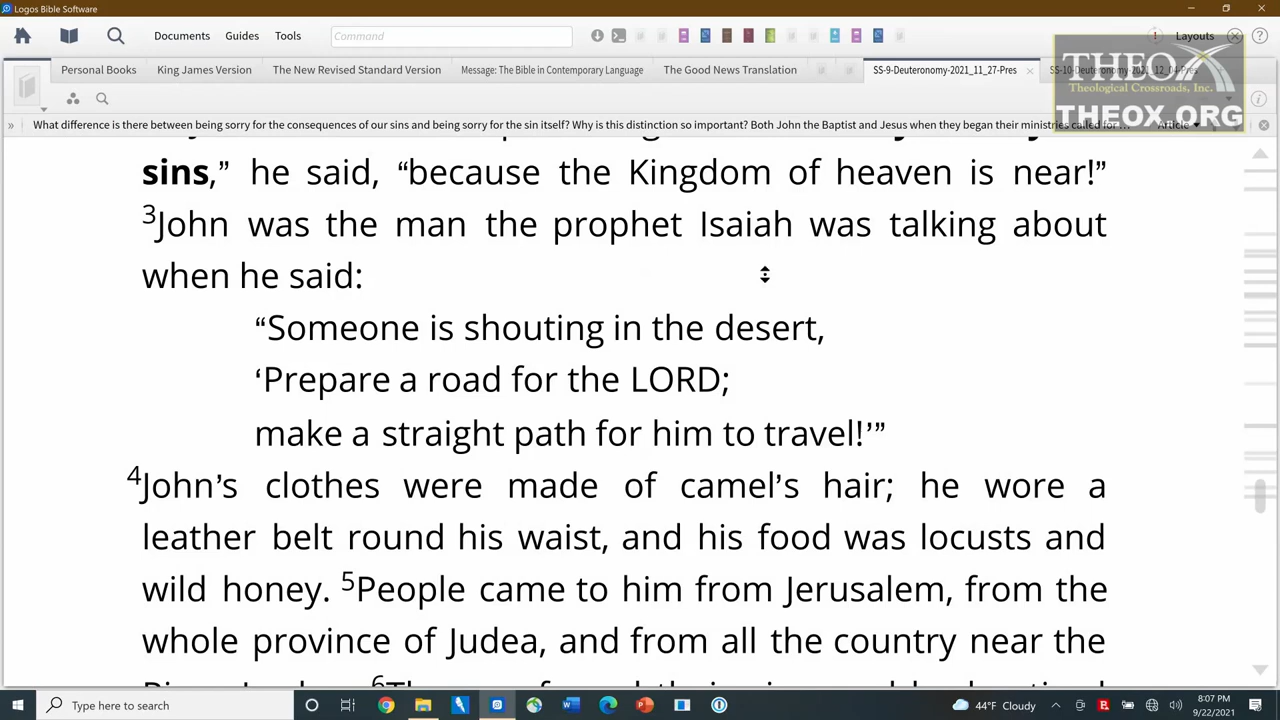 Logos Bible Software
Documents Guides Tools Command Layouts
Personal Books King James Version The New Revised Message: The Bible in Contemporary Language The Good News Translation SS-9-Deuteronomy-2021_11_27-Pres SS-10-Deuteronomy-2021_12_04-Pres
THEOX
Theological Crossroads, Inc.
THEOX.ORG
» What difference is there between being sorry for the consequences of our sin and being sorry for the sin itself? Why is this distinction so important? Both John the Baptist and Jesus when they began their ministries called for ... Article
sins,” he said, “because the Kingdom of heaven is near!”
3John was the man the prophet Isaiah was talking about
when he said:
“Someone is shouting in the desert,
‘Prepare a road for the LORD;
make a straight path for him to travel!’”
4John’s clothes were made of camel’s hair; he wore a
leather belt round his waist, and his food was locusts and
wild honey. 5People came to him from Jerusalem, from the
whole province of Judea, and from all the country near the
Type here to search
44°F Cloudy
8:07 PM
9/22/2021